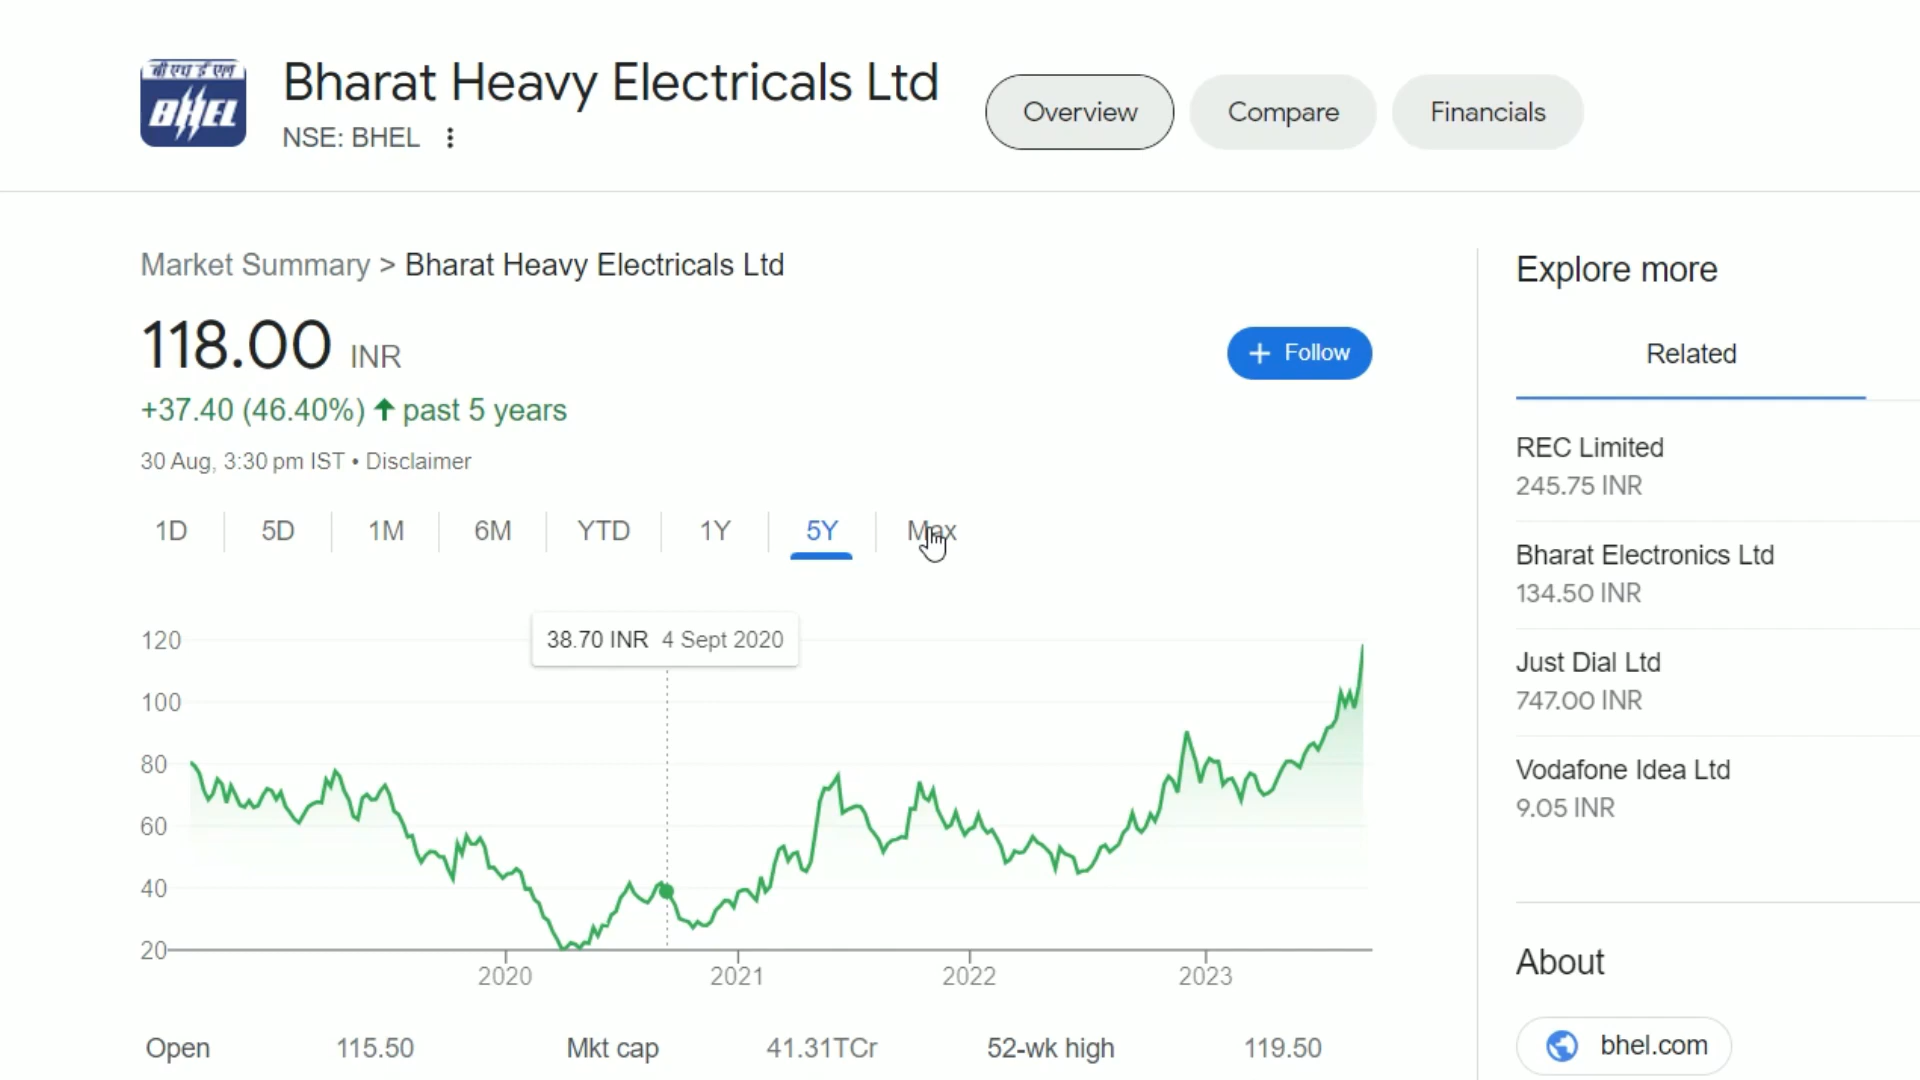 बी एच ई एल
BHEL
Bharat Heavy Electricals Ltd
NSE: BHEL
Overview
Compare
Financials
Market Summary > Bharat Heavy Electricals Ltd
118.00 INR
+ Follow
+37.40 (46.40%) ↑ past 5 years
30 Aug, 3:30 pm IST • Disclaimer
1D 5D 1M 6M YTD 1Y 5Y Max
38.70 INR 4 Sept 2020
120
100
80
60
40
20
2020 2021 2022 2023
Open 115.50 Mkt cap 41.31TCr 52-wk high 119.50
Explore more
Related
REC Limited
245.75 INR
Bharat Electronics Ltd
134.50 INR
Just Dial Ltd
747.00 INR
Vodafone Idea Ltd
9.05 INR
About
bhel.com